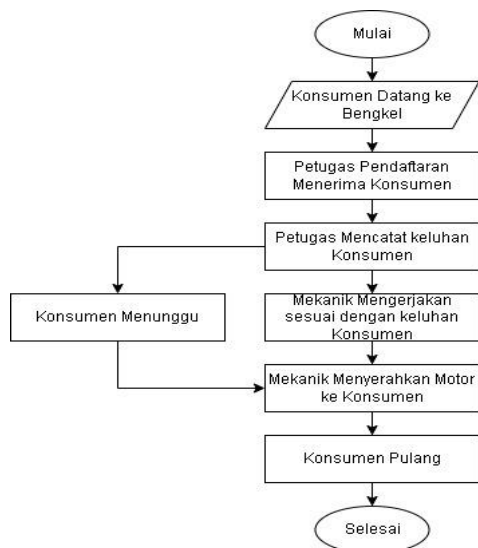 Mulai
Konsumen Datang ke
Bengkel
Petugas Pendaftaran
Menerima Konsumen
Petugas Mencatat keluhan
Konsumen
Konsumen Menunggu
Mekanik Mengerjakan
sesuai dengan keluhan
Konsumen
Mekanik Menyerahkan Motor
ke Konsumen
Konsumen Pulang
Selesai